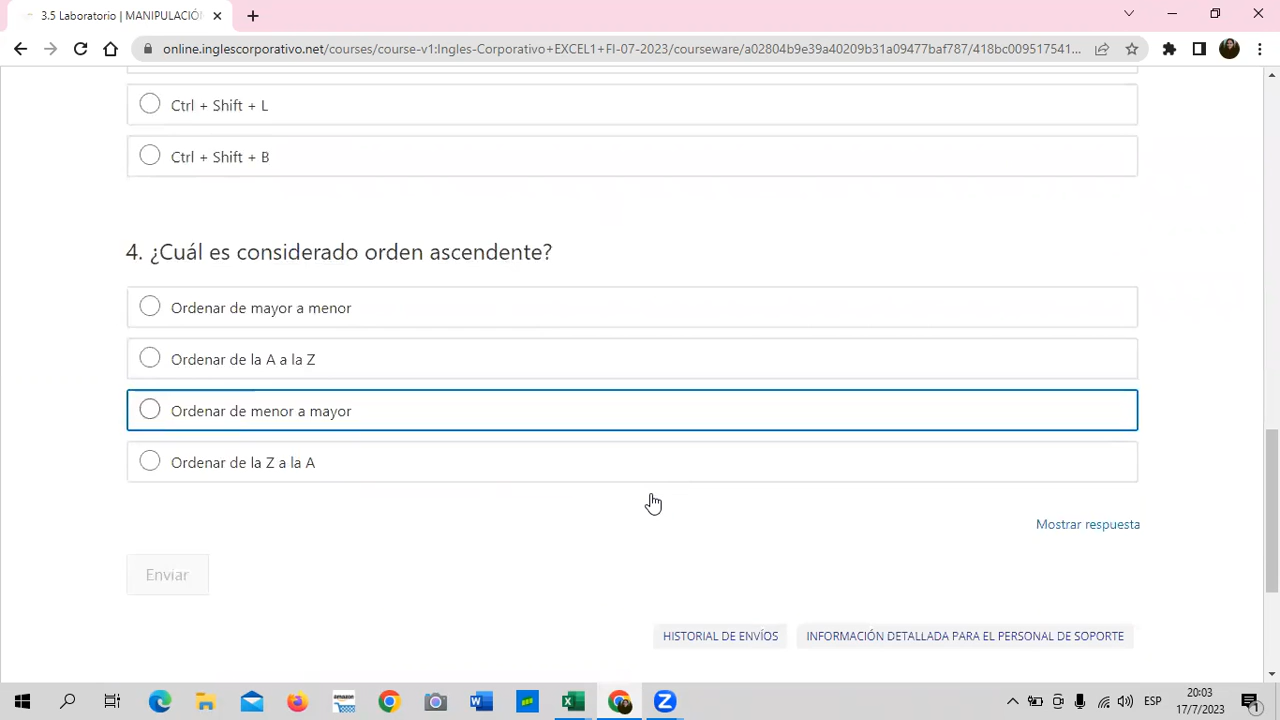 3.5 Laboratorio | MANIPULACIÓN
online.inglescorporativo.net/courses/course-v1:Ingles-Corporativo+EXCEL1+FI-07-2023/courseware/a02804b9e39a40209b31a09477baf787/418bc009517541...
Ctrl + Shift + L
Ctrl + Shift + B
4. ¿Cuál es considerado orden ascendente?
Ordenar de mayor a menor
Ordenar de la A a la Z
Ordenar de menor a mayor
Ordenar de la Z a la A
Mostrar respuesta
Enviar
HISTORIAL DE ENVÍOS
INFORMACIÓN DETALLADA PARA EL PERSONAL DE SOPORTE
amazon
ESP
20:03
17/7/2023